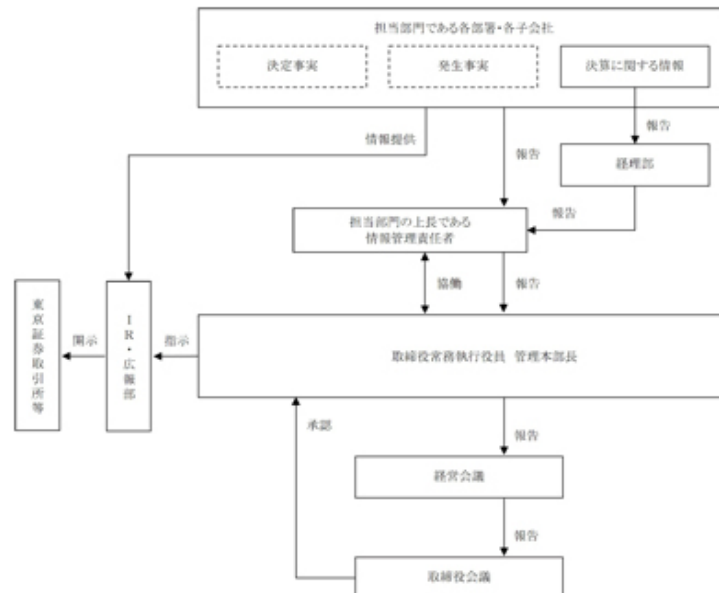 担当部門である各部署・各子会社
決定事実
発生事実
決算に関する情報
情報提供
報告
報告
経理部
報告
担当部門の上長である
情報管理責任者
協働
報告
東京証券取引所等
開示
IR・広報部
指示
取締役常務執行役員 管理本部長
承認
報告
経営会議
報告
取締役会議